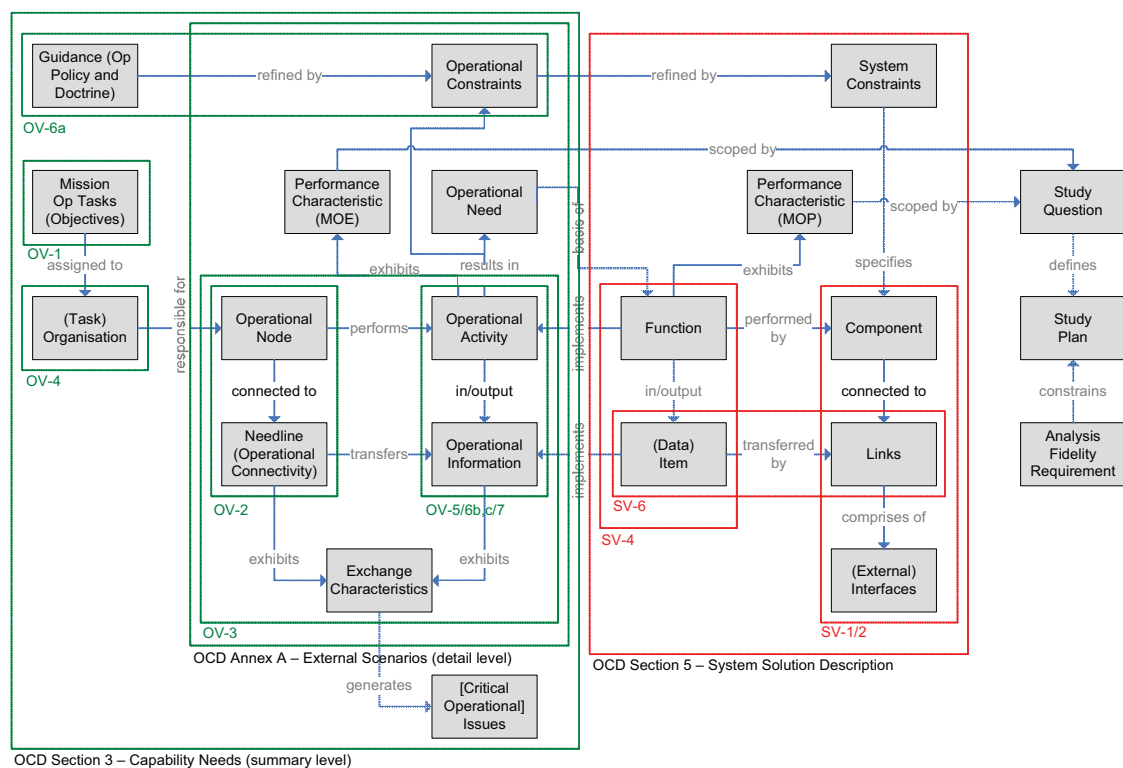 Guidance (Op
Policy and
Doctrine)
refined by
Operational
Constraints
refined by
System
Constraints
OV-6a
scoped by
Mission
Op Tasks
(Objectives)
Performance
Characteristic
(MOE)
Operational
Need
Performance
Characteristic
(MOP)
scoped by
Study
Question
OV-1
assigned to
exhibits
results in
basis of
exhibits
specifies
defines
(Task)
Organisation
responsible for
Operational
Node
performs
Operational
Activity
implements
Function
performed
by
Component
Study
Plan
OV-4
connected to
in/output
in/output
connected to
constrains
Needline
(Operational
Connectivity)
transfers
Operational
Information
implements
(Data)
Item
transferred
by
Links
Analysis
Fidelity
Requirement
OV-2
OV-5/6b,c/7
SV-6
SV-4
comprises of
exhibits
exhibits
Exchange
Characteristics
(External)
Interfaces
OV-3
SV-1/2
OCD Annex A – External Scenarios (detail level)
OCD Section 5 – System Solution Description
generates
[Critical
Operational]
Issues
OCD Section 3 – Capability Needs (summary level)